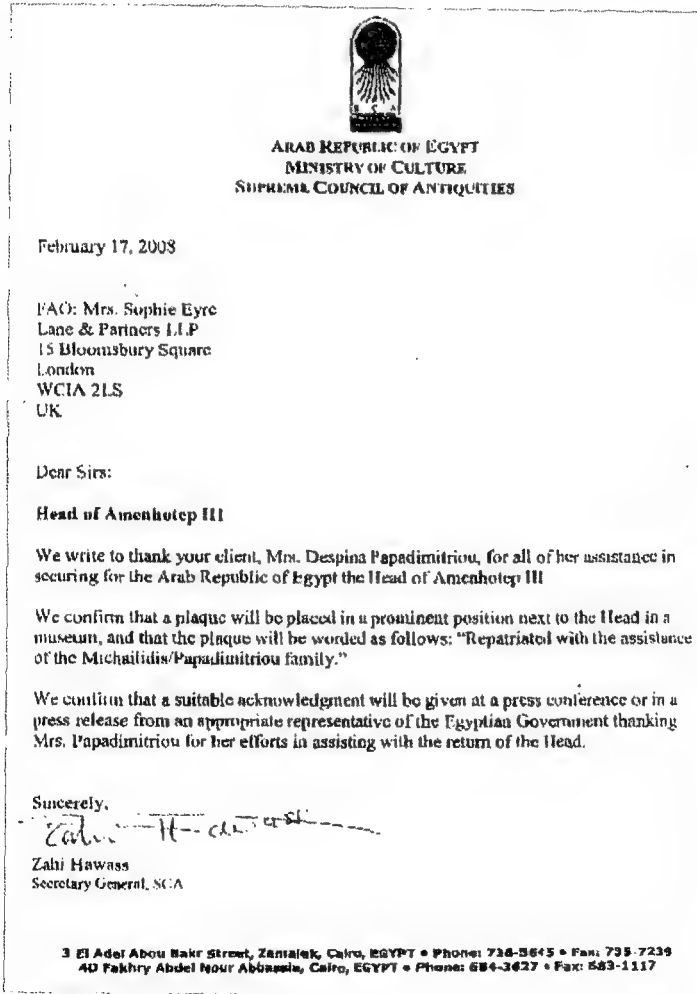 S C A
ARAB REPUBLIC OF EGYPT
MINISTRY OF CULTURE
SUPREME COUNCIL OF ANTIQUITIES
February 17, 2008
FAO: Mrs. Sophie Eyre
Lane & Partners LLP
15 Bloomsbury Square
London
WC1A 2LS
UK
Dear Sirs:
Head of Amenhotep III
We write to thank your client, Mrs. Despina Papadimitriou, for all of her assistance in
securing for the Arab Republic of Egypt the Head of Amenhotep III
We confirm that a plaque will be placed in a prominent position next to the Head in a
museum, and that the plaque will be worded as follows: “Repatriated with the assistance
of the Michailidis/Papadimitriou family.”
We confirm that a suitable acknowledgment will be given at a press conference or in a
press release from an appropriate representative of the Egyptian Government thanking
Mrs. Papadimitriou for her efforts in assisting with the return of the Head.
Sincerely,
Zahi Hawass
Zahi Hawass
Secretary General, SCA
3 El Adel Abou Bakr Street, Zamalek, Cairo, EGYPT • Phone: 736-5645 • Fax: 735-7239
4D Fakhry Abdel Nour Abbassia, Cairo, EGYPT • Phone: 684-3627 • Fax: 683-1117